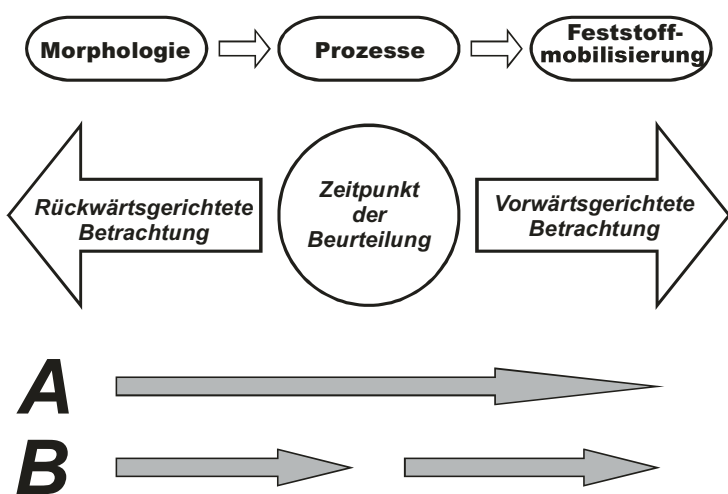 Morphologie
Prozesse
Feststoff-
mobilisierung
Rückwärtsgerichtete
Betrachtung
Zeitpunkt
der
Beurteilung
Vorwärtsgerichtete
Betrachtung
A
B